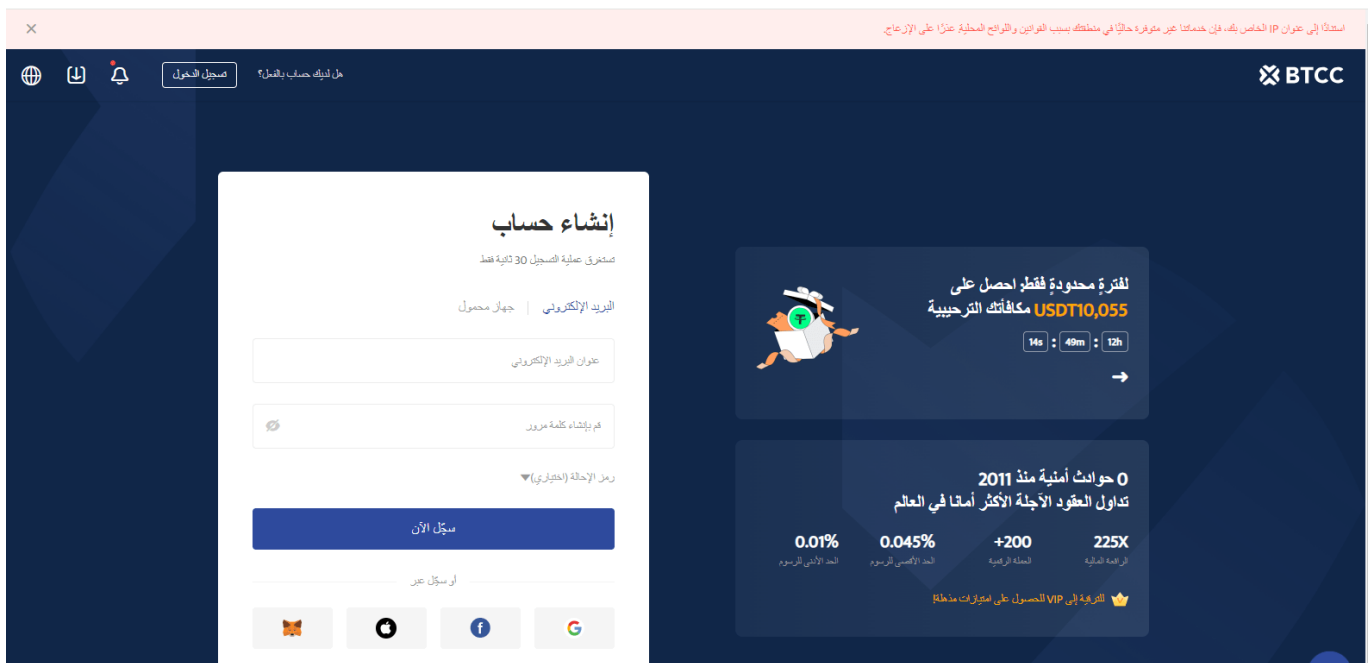 استنادًا إلى عنوان IP الخاص بك، فإن خدماتنا غير متوفرة حاليًا في منطقتك بسبب القوانين واللوائح المحلية. عذرًا على الإزعاج.
BTCC
هل لديك حساب بالفعل؟
تسجيل الدخول
لفترةٍ محدودةٍ فقط: احصل على
USDT10,055 مكافأتك الترحيبية
12h : 49m : 14s
0 حوادث أمنية منذ 2011
تداول العقود الآجلة الأكثر أمانا في العالم
225X
الرافعة المالية
200+
العملة الرقمية
0.045%
الحد الأقصى للرسوم
0.01%
الحد الأدنى للرسوم
للترقية إلى VIP للحصول على امتيازات مذهلة!
إنشاء حساب
تستغرق عملية التسجيل 30 ثانية فقط
البريد الإلكتروني | جهاز محمول
عنوان البريد الإلكتروني
قم بإنشاء كلمة مرور
رمز الإحالة (اختياري)
سجّل الآن
أو سجّل عبر